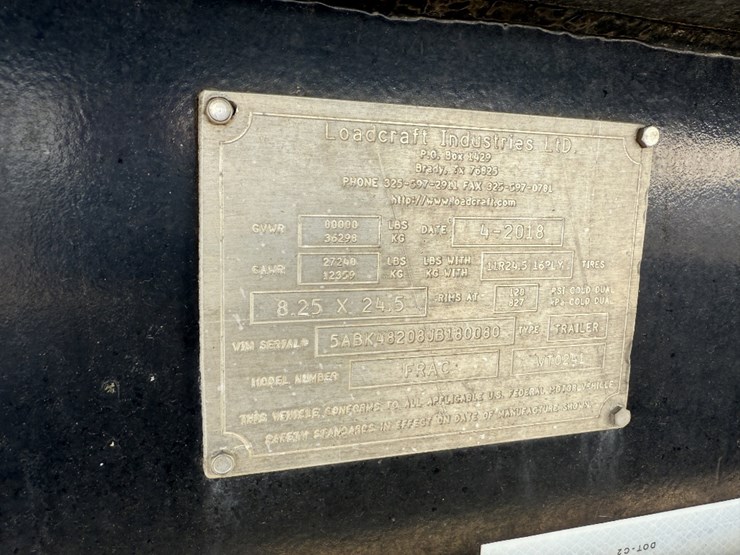 Loadcraft Industries LTD.
P.O. Box 1429
Brady, TX 76825
PHONE 325-597-2911 FAX 325-597-0701
http://www.loadcraft.com
GVWR 80000 LBS DATE 4-2018
36298 KG
GAWR 27240 LBS LBS WITH 11R24.5 16PLY TIRES
12359 KG KG WITH
8.25 X 24.5 RIMS AT 120 PSI COLD DUAL
827 KPA COLD DUAL
VIN SERIAL# 5ABK48208JB180080 TYPE TRAILER
MODEL NUMBER FRAC
THIS VEHICLE CONFORMS TO ALL APPLICABLE U.S. FEDERAL MOTOR VEHICLE
SAFETY STANDARDS IN EFFECT ON DATE OF MANUFACTURE SHOWN
DOT-C2